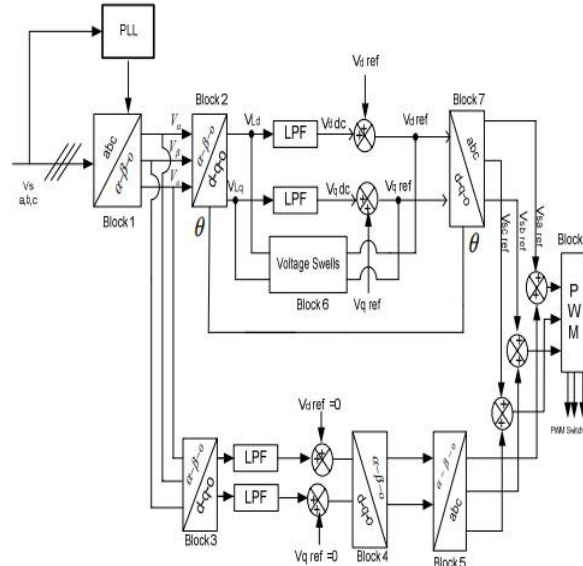 PLL
Vs
a,b,c
abc
α-β-o
Block 1
Vα
Vβ
Vo
Block2
α-β-o
d-q-o
θ
VLd
VLq
LPF
LPF
Vd dc
Vq dc
Vd ref
Vd ref
Vq ref
Vq ref
Voltage Swells
Block 6
Block 7
abc
d-q-o
θ
Vsc ref
Vsb ref
Vsa ref
Block
P
W
M
PWM Switch
α-β-o
d-q-o
Block3
LPF
LPF
Vd ref =0
Vq ref =0
α-β-o
d-q-o
Block 4
α-β-o
abc
Block5